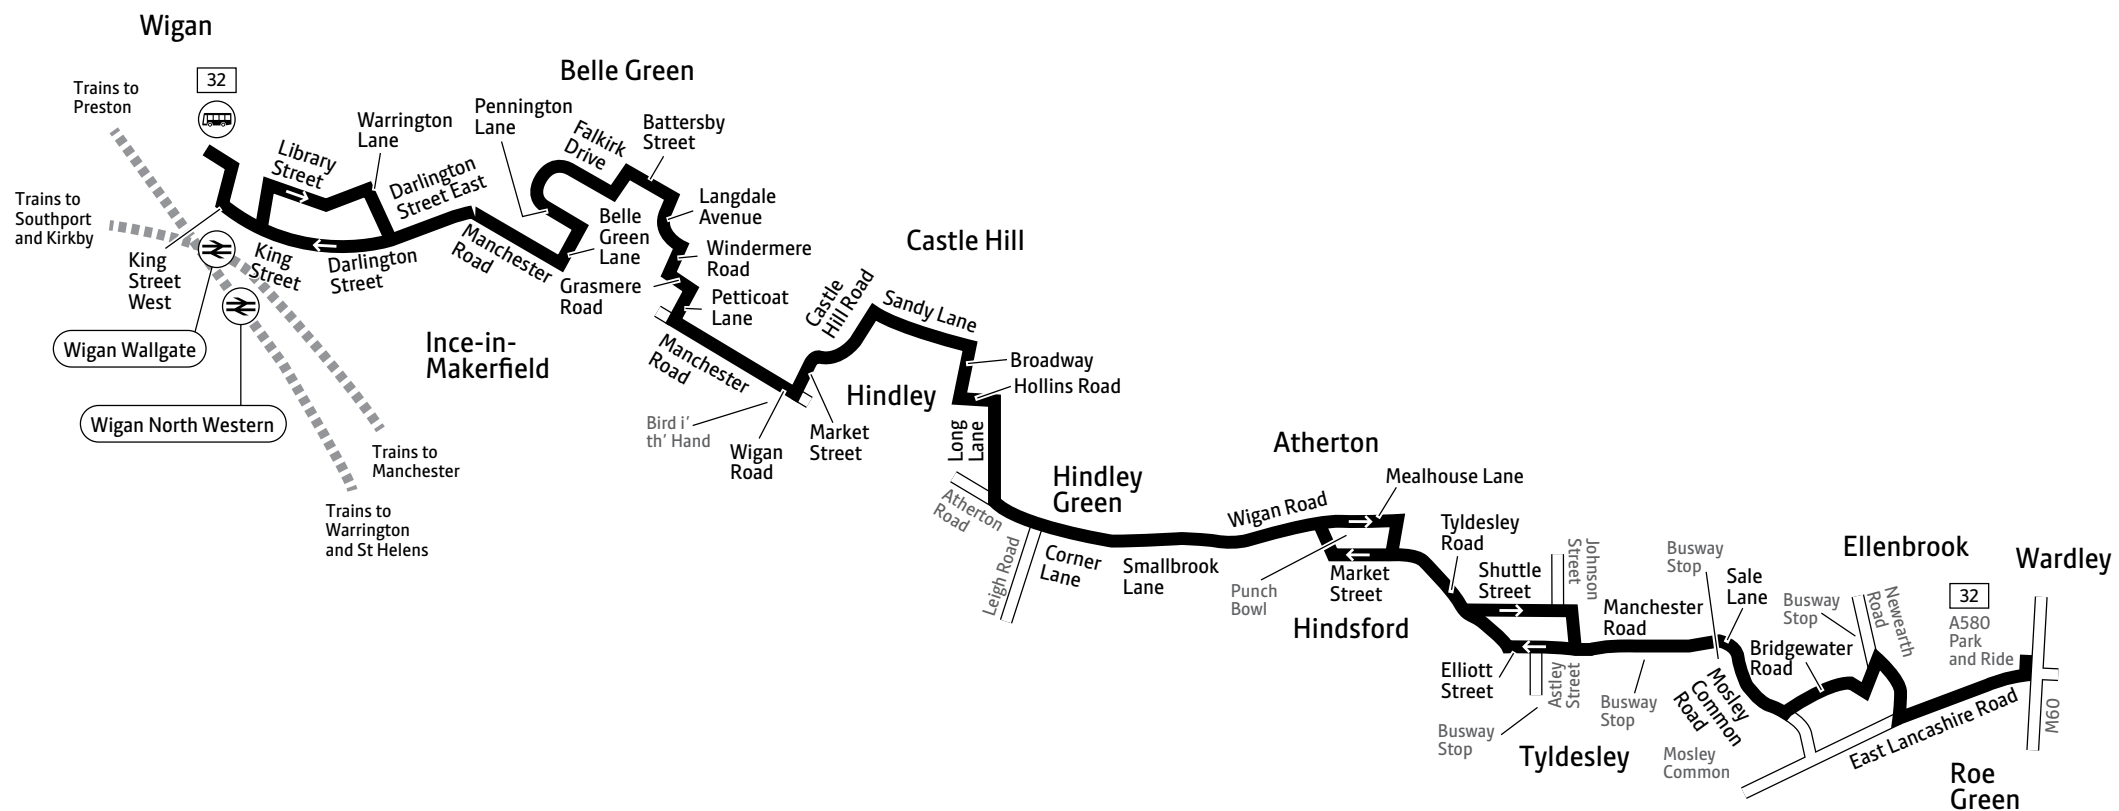 Wigan
32
Trains to
Preston
Trains to
Southport
and Kirkby
King
Street
West
Wigan Wallgate
Wigan North Western
Library
Street
Warrington
Lane
King
Street
Darlington
Street
Darlington
Street East
Trains to
Manchester
Trains to
Warrington
and St Helens
Ince-in-
Makerfield
Belle Green
Pennington
Lane
Manchester
Road
Falkirk
Drive
Battersby
Street
Belle
Green
Lane
Langdale
Avenue
Windermere
Road
Grasmere
Road
Petticoat
Lane
Manchester
Road
Bird i'
th' Hand
Wigan
Road
Market
Street
Castle
Hill Road
Hindley
Castle Hill
Sandy Lane
Broadway
Hollins Road
Long
Lane
Atherton
Road
Leigh Road
Hindley
Green
Corner
Lane
Smallbrook
Lane
Wigan Road
Atherton
Mealhouse Lane
Punch
Bowl
Market
Street
Hindsford
Tyldesley
Road
Shuttle
Street
Johnson
Street
Elliott
Street
Astley
Street
Busway
Stop
Tyldesley
Manchester
Road
Busway
Stop
Busway
Stop
Sale
Lane
Mosley
Common
Road
Mosley
Common
Bridgewater
Road
Busway
Stop
Ellenbrook
Newearth
Road
East Lancashire Road
32
A580
Park
and Ride
Wardley
M60
Roe
Green